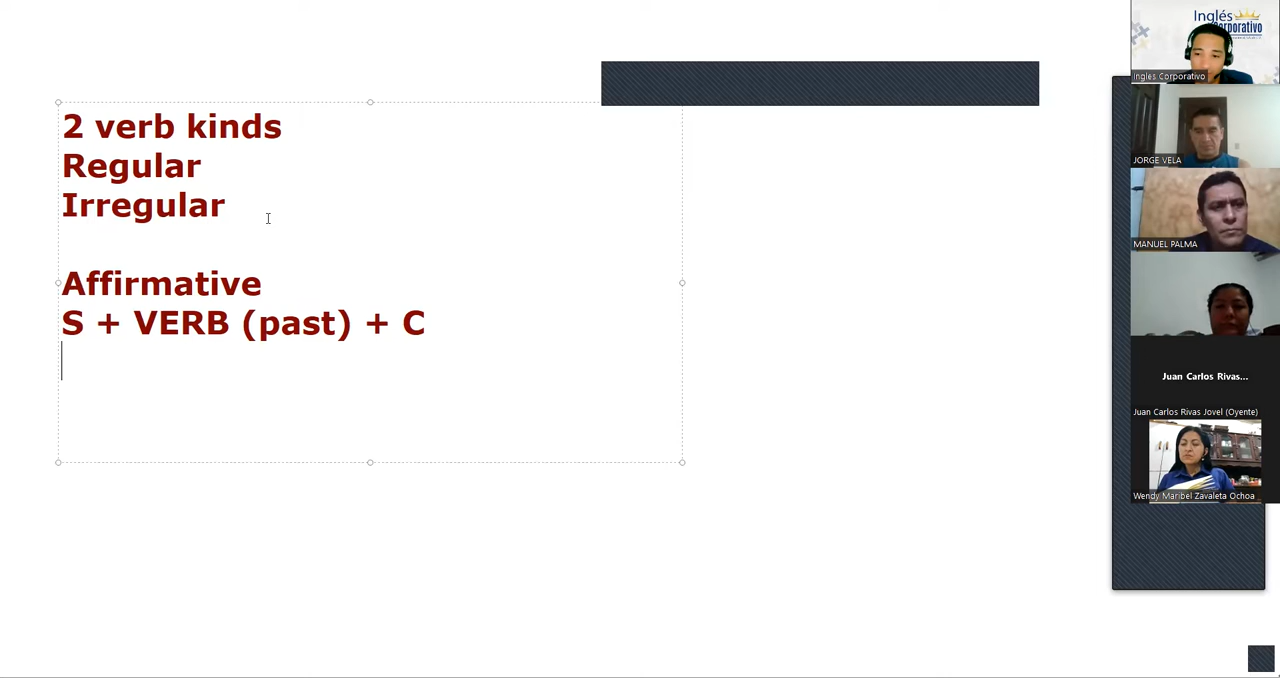 2 verb kinds
Regular
Irregular
Affirmative
S + VERB (past) + C
Inglés
Corporativo
Ingles Corporativo
JORGE VELA
MANUEL PALMA
Juan Carlos Rivas...
Juan Carlos Rivas Jovel (Oyente)
Wendy Maribel Zavaleta Ochoa